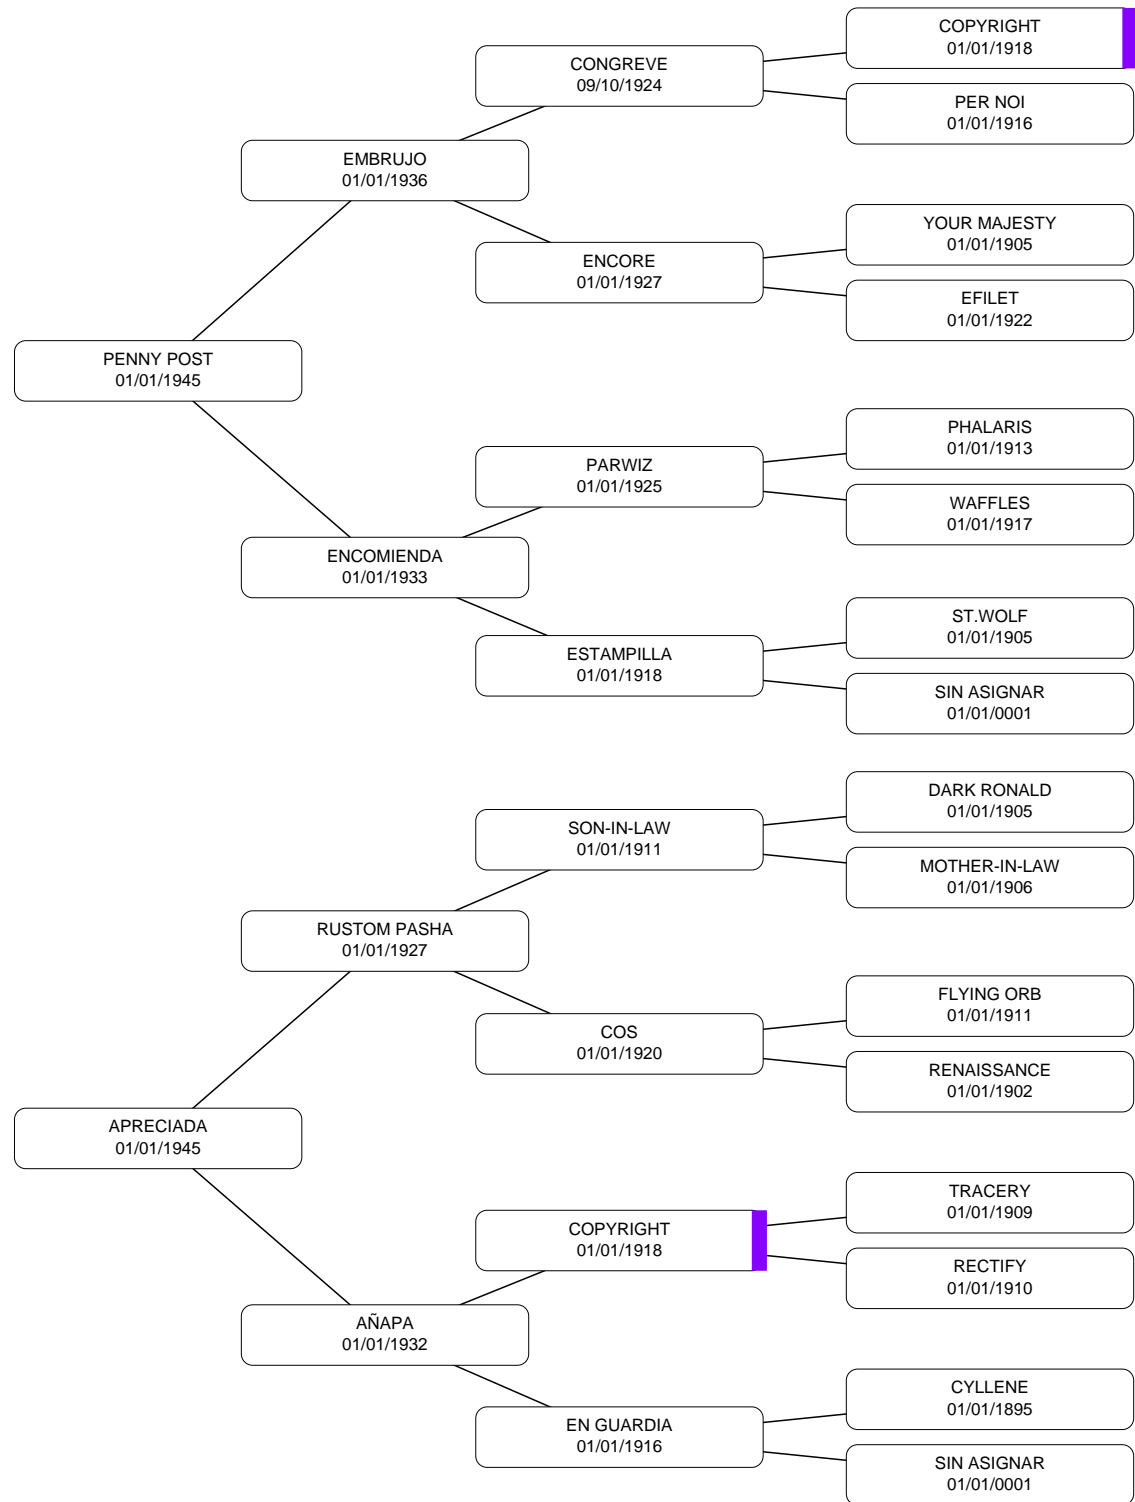 COPYRIGHT
01/01/1918
CONGREVE
09/10/1924
PER NOI
01/01/1916
EMBRUJO
01/01/1936
YOUR MAJESTY
01/01/1905
ENCORE
01/01/1927
EFILET
01/01/1922
PENNY POST
01/01/1945
PHALARIS
01/01/1913
PARWIZ
01/01/1925
WAFFLES
01/01/1917
ENCOMIENDA
01/01/1933
ST.WOLF
01/01/1905
ESTAMPILLA
01/01/1918
SIN ASIGNAR
01/01/0001
DARK RONALD
01/01/1905
SON-IN-LAW
01/01/1911
MOTHER-IN-LAW
01/01/1906
RUSTOM PASHA
01/01/1927
FLYING ORB
01/01/1911
COS
01/01/1920
RENAISSANCE
01/01/1902
APRECIADA
01/01/1945
TRACERY
01/01/1909
COPYRIGHT
01/01/1918
RECTIFY
01/01/1910
AÑAPA
01/01/1932
CYLLENE
01/01/1895
EN GUARDIA
01/01/1916
SIN ASIGNAR
01/01/0001